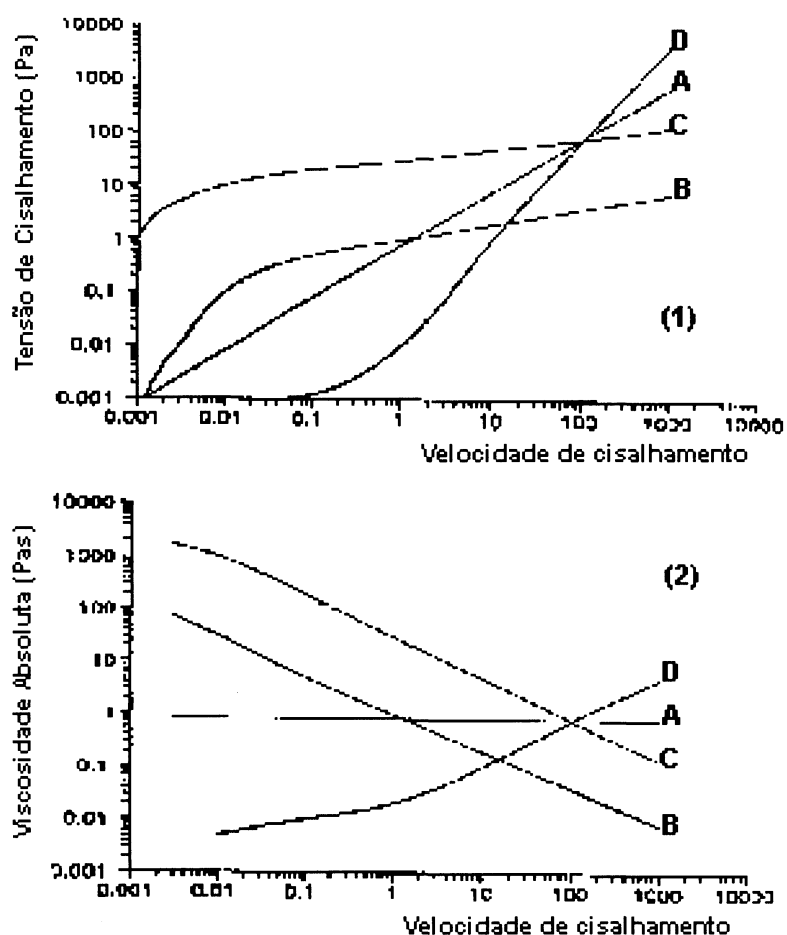 Tensão de Cisalhamento (Pa)
10000
1000
100
10
1
0.1
0.01
0.001
D
A
C
B
(1)
0.001 0.01 0.1 1 10 100 1000 10000
Velocidade de cisalhamento
Viscosidade Absoluta (Pas)
10000
1000
100
10
1
0.1
0.01
0.001
(2)
D
A
C
B
0.001 0.01 0.1 1 10 100 1000 10000
Velocidade de cisalhamento